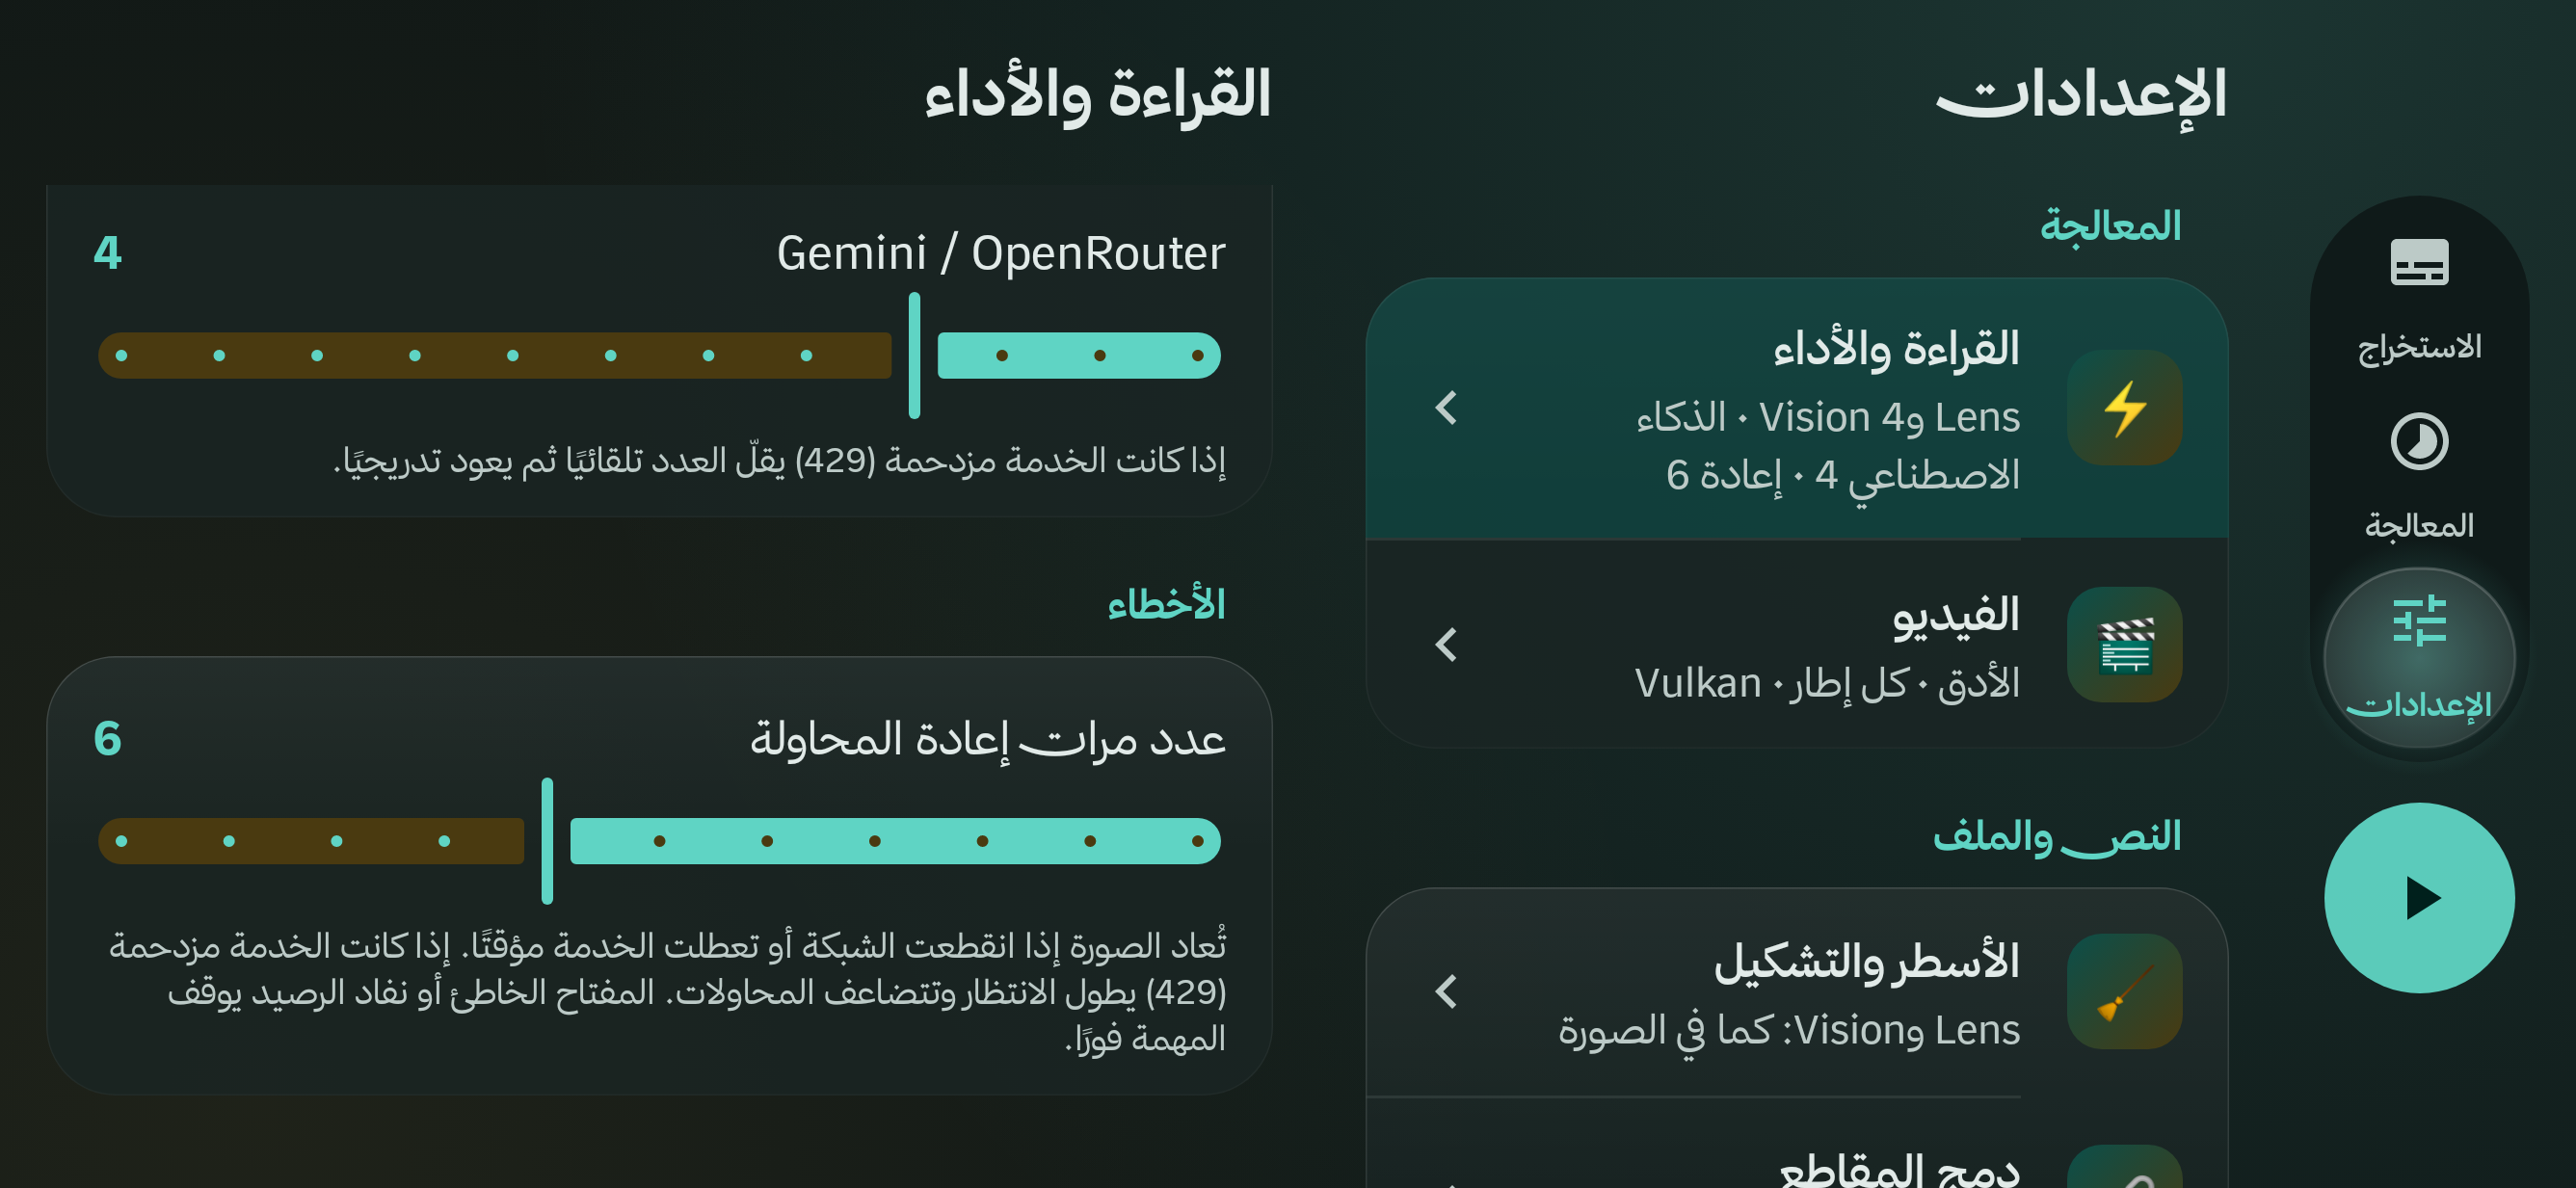 الاستخراج
المعالجة
الإعدادات
الإعدادات
المعالجة
القراءة والأداء
Lens وVision 4 • الذكاء
الاصطناعي 4 • إعادة 6
الفيديو
الأدق • كل إطار • Vulkan
النص والملف
الأسطر والتشكيل
Lens وVision: كما في الصورة
دمج المقاطع
القراءة والأداء
Gemini / OpenRouter
4
إذا كانت الخدمة مزدحمة (429) يقلّ العدد تلقائيًا ثم يعود تدريجيًا.
الأخطاء
عدد مرات إعادة المحاولة
6
تُعاد الصورة إذا انقطعت الشبكة أو تعطلت الخدمة مؤقتًا. إذا كانت الخدمة مزدحمة
(429) يطول الانتظار وتتضاعف المحاولات. المفتاح الخاطئ أو نفاد الرصيد يوقف
المهمة فورًا.